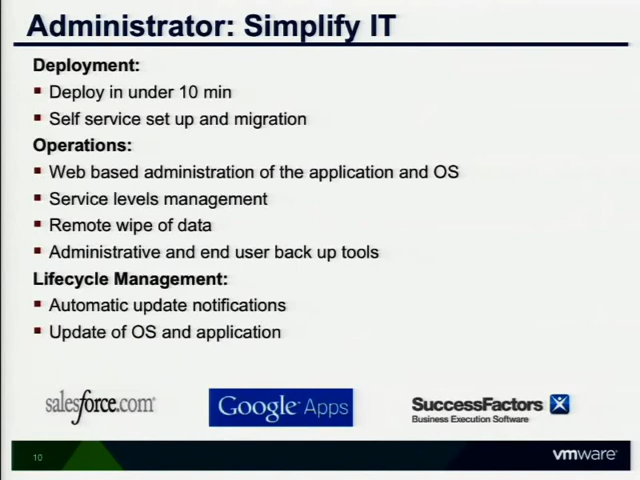 Administrator: Simplify IT
Deployment:
Deploy in under 10 min
Self service set up and migration
Operations:
Web based administration of the application and OS
Service levels management
Remote wipe of data
Administrative and end user back up tools
Lifecycle Management:
Automatic update notifications
Update of OS and application
salesforce.com
Google Apps
SuccessFactors
Business Execution Software
10
vmware